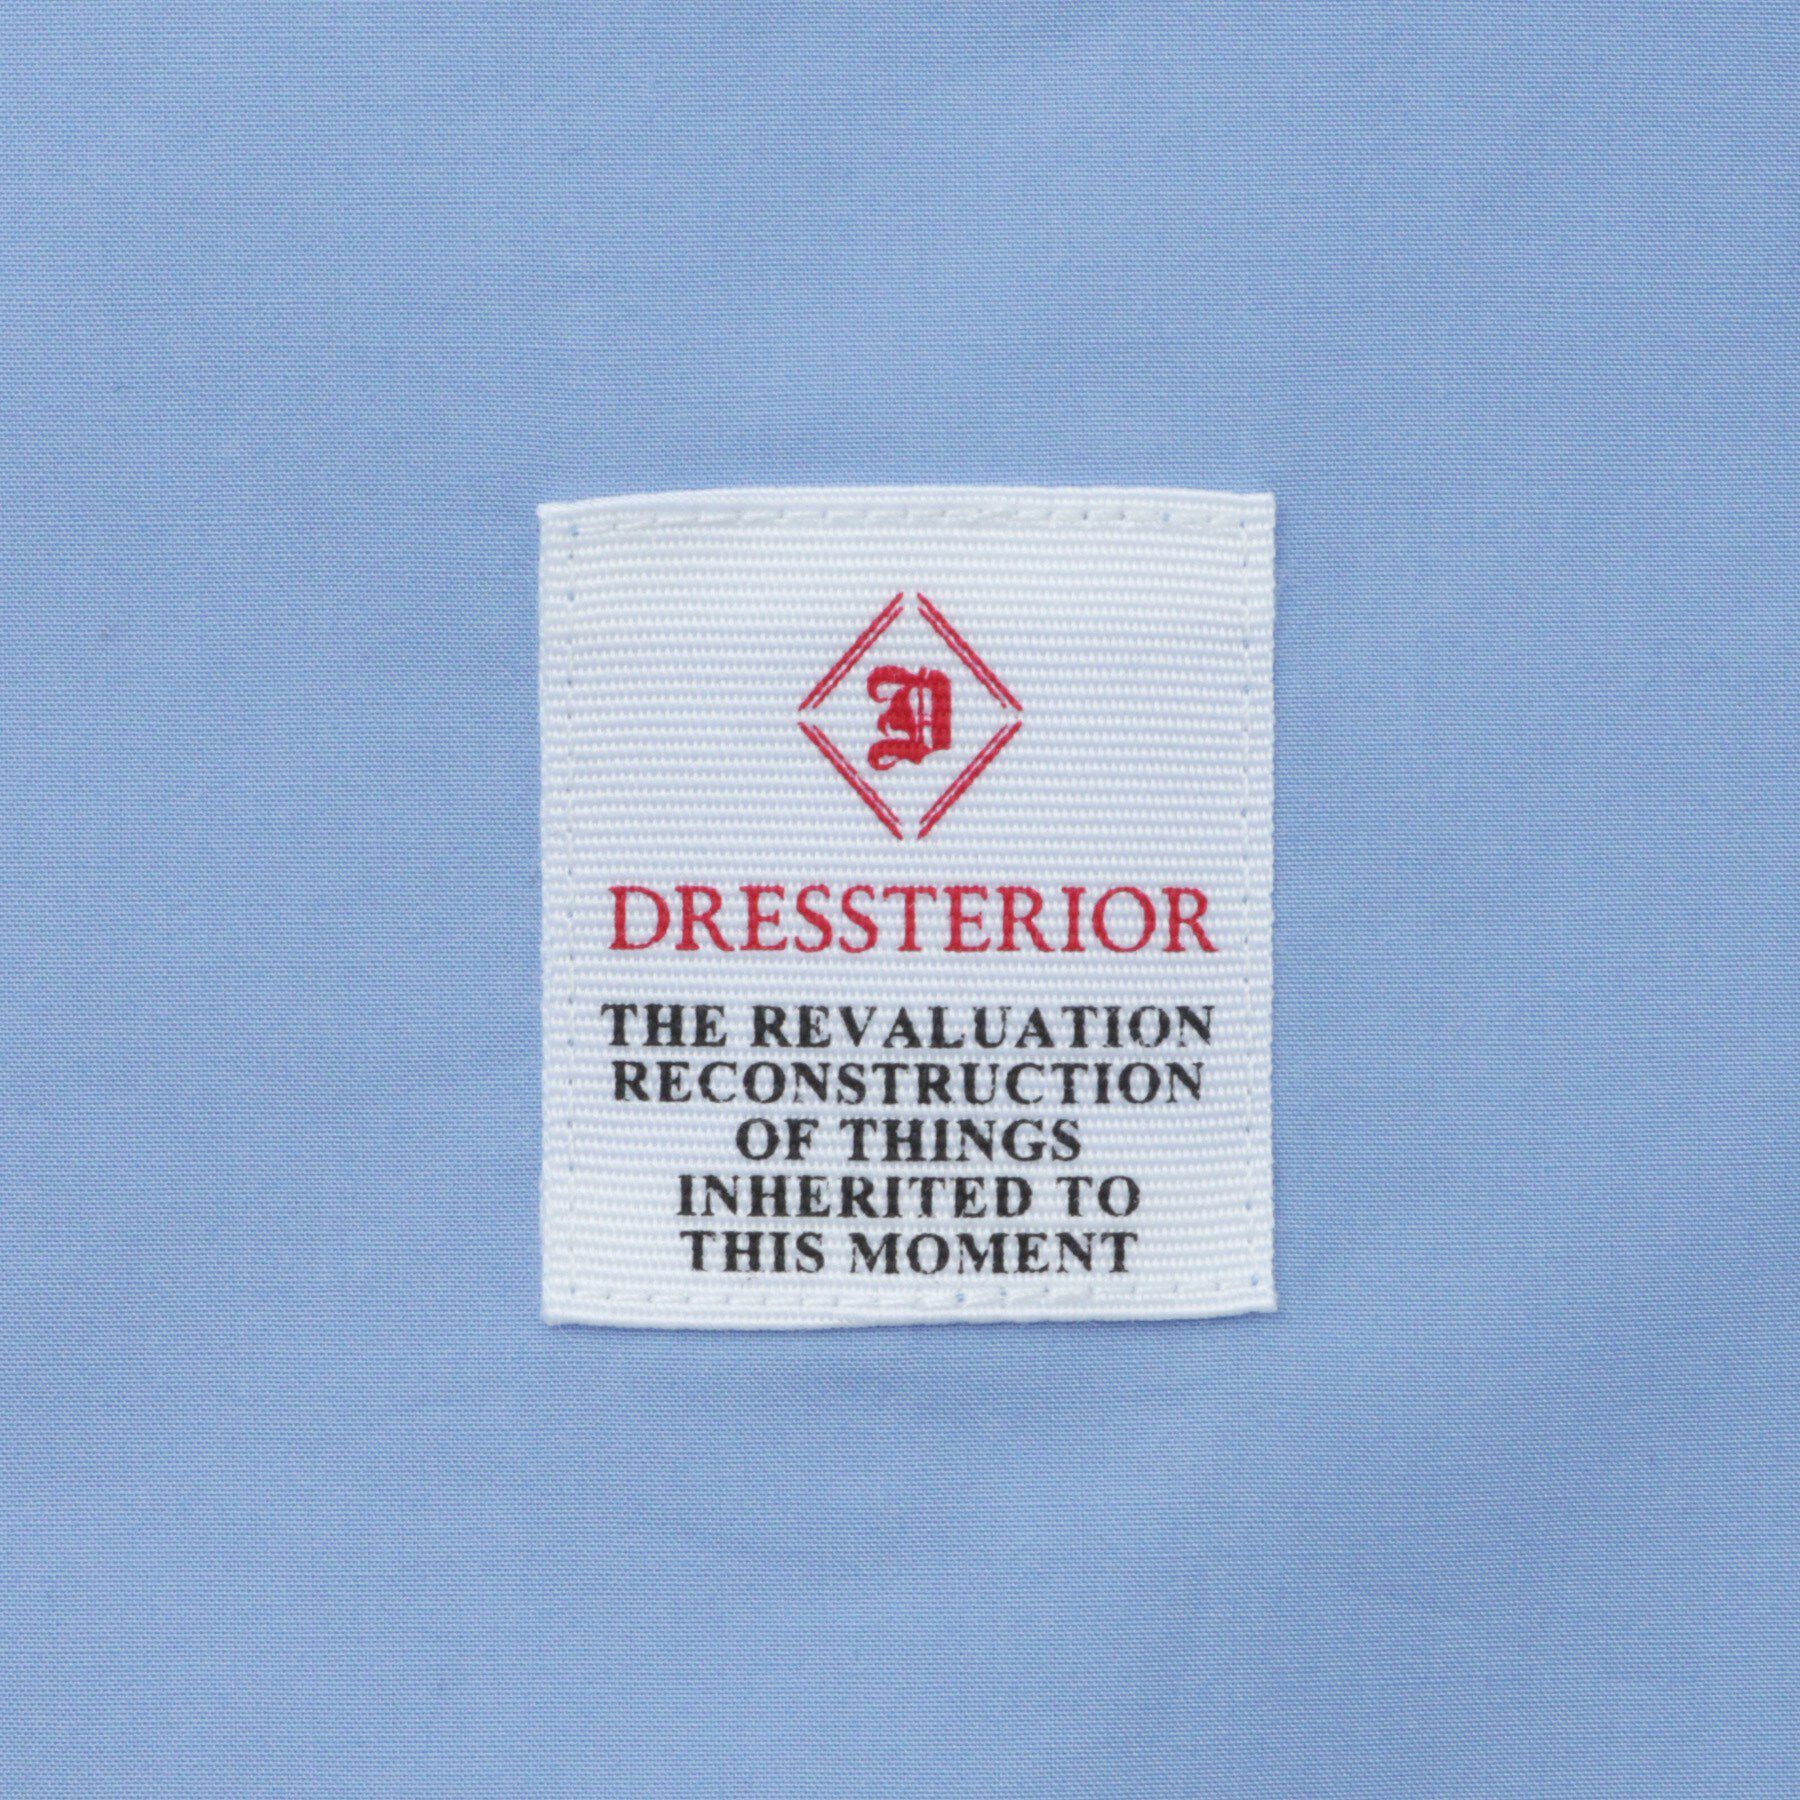 D
DRESSTERIOR
THE REVALUATION
RECONSTRUCTION
OF THINGS
INHERITED TO
THIS MOMENT